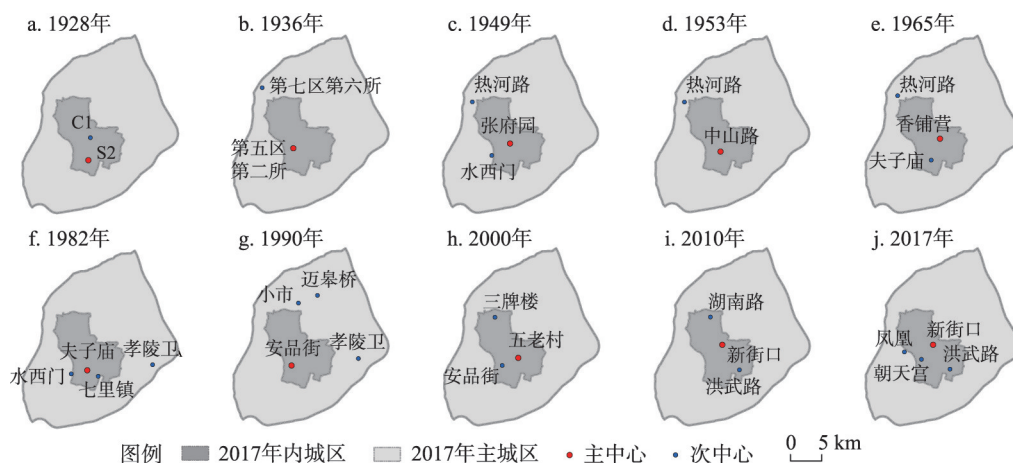 a. 1928年
b. 1936年
c. 1949年
d. 1953年
e. 1965年
C1
S2
第七区第六所
第五区
第二所
热河路
张府园
水西门
热河路
中山路
热河路
香铺营
夫子庙
f. 1982年
g. 1990年
h. 2000年
i. 2010年
j. 2017年
夫子庙
孝陵卫
水西门
七里镇
迈皋桥
小市
安品街
孝陵卫
三牌楼
五老村
安品街
湖南路
新街口
洪武路
凤凰
新街口
朝天宫
洪武路
图例
2017年内城区
2017年主城区
主中心
次中心
0 5 km